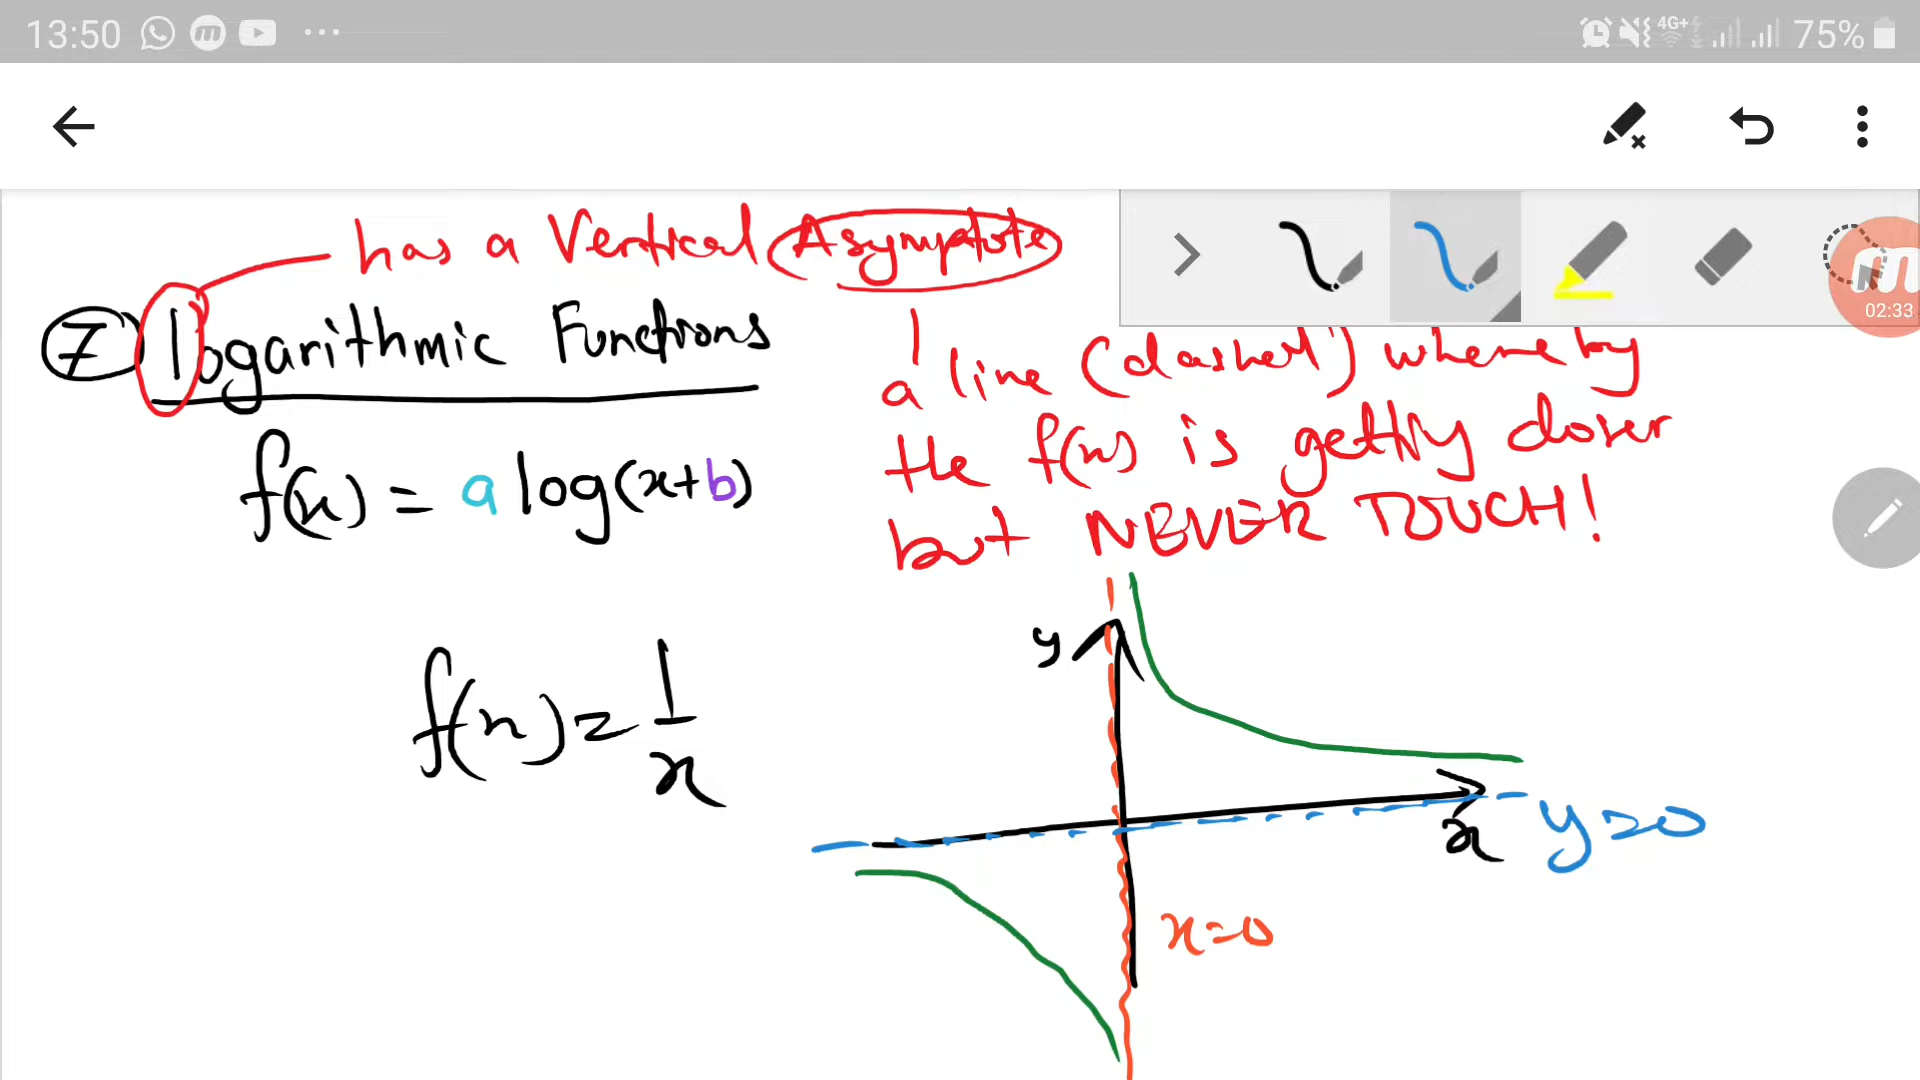 13:50 4G+ 75%
has a Vertical Asymptote
02:33
⑦ logarithmic Functions
a line (dashed) where by
the f(x) is getting closer
f(x) = a log(x+b)
but NEVER TOUCH!
y
f(x) = 1/x
x
y=0
x=0